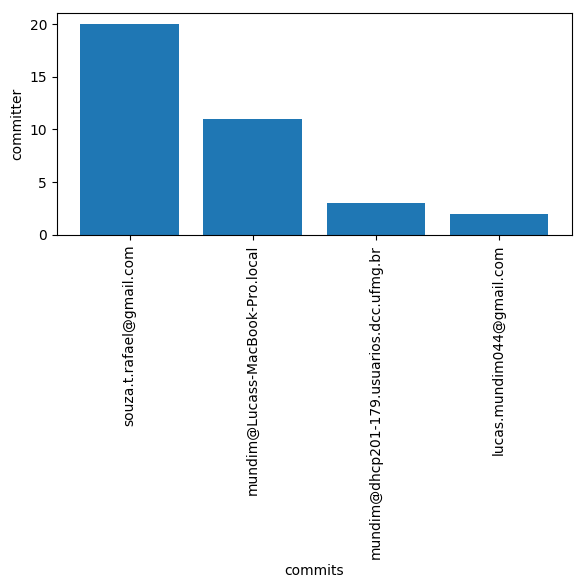 20
15
10
5
0
committer
souza.t.rafael@gmail.com
mundim@Lucass-MacBook-Pro.local
mundim@dhcp201-179.usuarios.dcc.ufmg.br
lucas.mundim044@gmail.com
commits